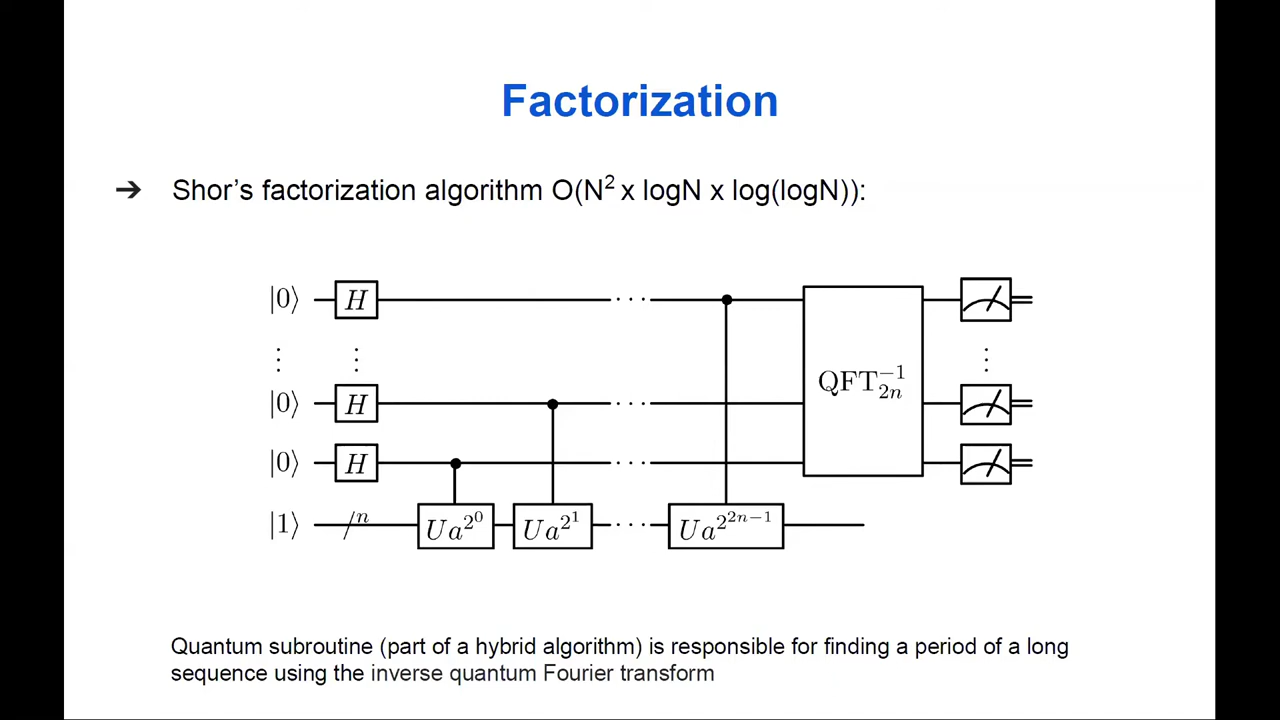 Factorization
➔ Shor's factorization algorithm O(N² x logN x log(logN)):
|0⟩ H ···
⋮ ⋮ QFT₂ₙ⁻¹ ⋮
|0⟩ H ···
|0⟩ H ···
|1⟩ /ⁿ Ua^{2^0} Ua^{2^1} ··· Ua^{2^{2n−1}}
Quantum subroutine (part of a hybrid algorithm) is responsible for finding a period of a long
sequence using the inverse quantum Fourier transform